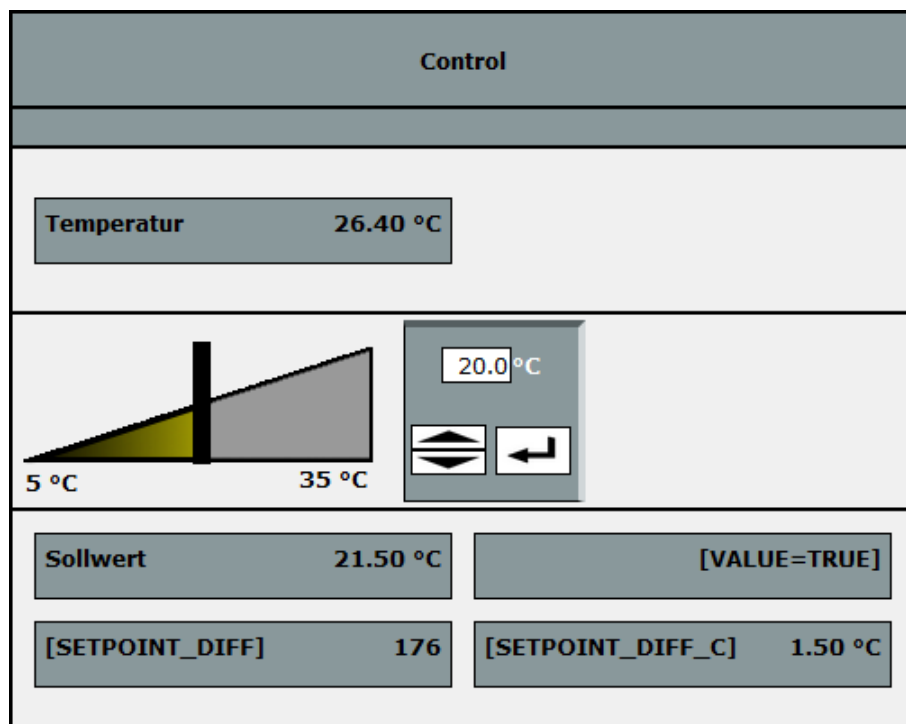 Control
Temperatur 26.40 °C
20.0 °C
5 °C 35 °C
Sollwert 21.50 °C [VALUE=TRUE]
[SETPOINT_DIFF] 176 [SETPOINT_DIFF_C] 1.50 °C